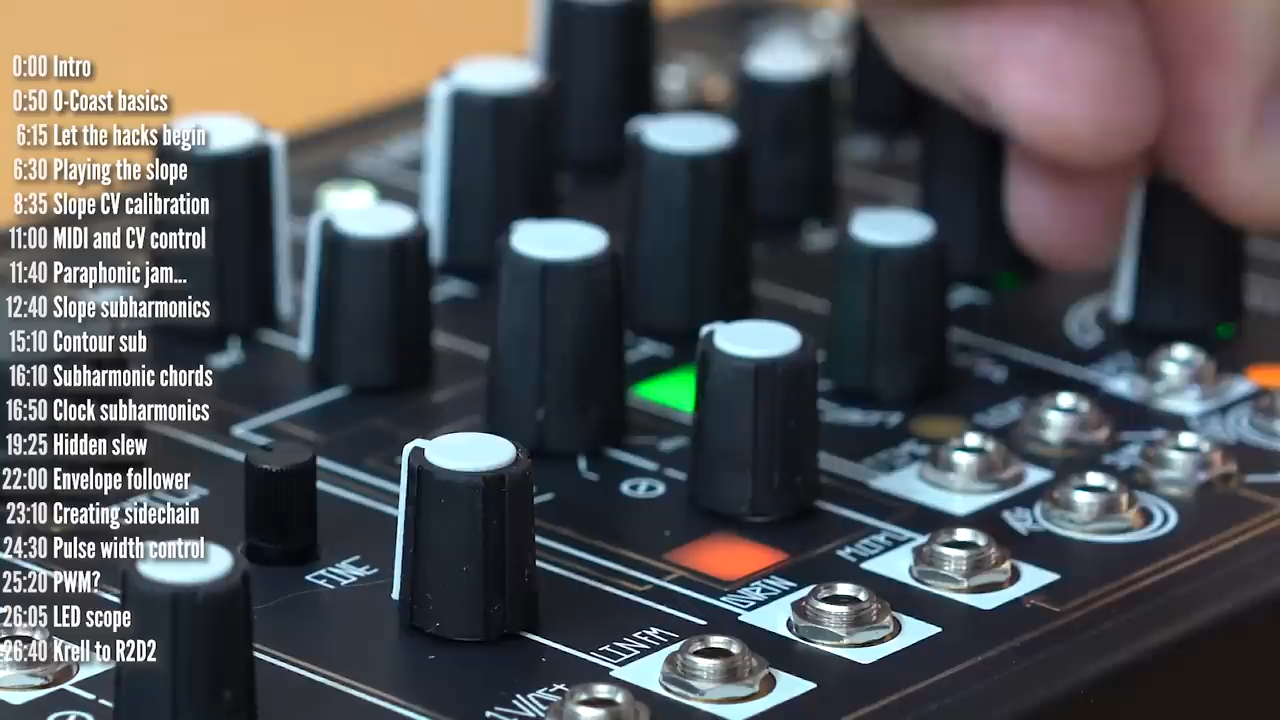 0:00 Intro
0:50 0-Coast basics
6:15 Let the hacks begin
6:30 Playing the slope
8:35 Slope CV calibration
11:00 MIDI and CV control
11:40 Paraphonic jam...
12:40 Slope subharmonics
15:10 Contour sub
16:10 Subharmonic chords
16:50 Clock subharmonics
19:25 Hidden slew
22:00 Envelope follower
23:10 Creating sidechain
24:30 Pulse width control
25:20 PWM?
26:05 LED scope
26:40 Krell to R2D2
FINE
LIN FM
1V/OCT
OVRTN